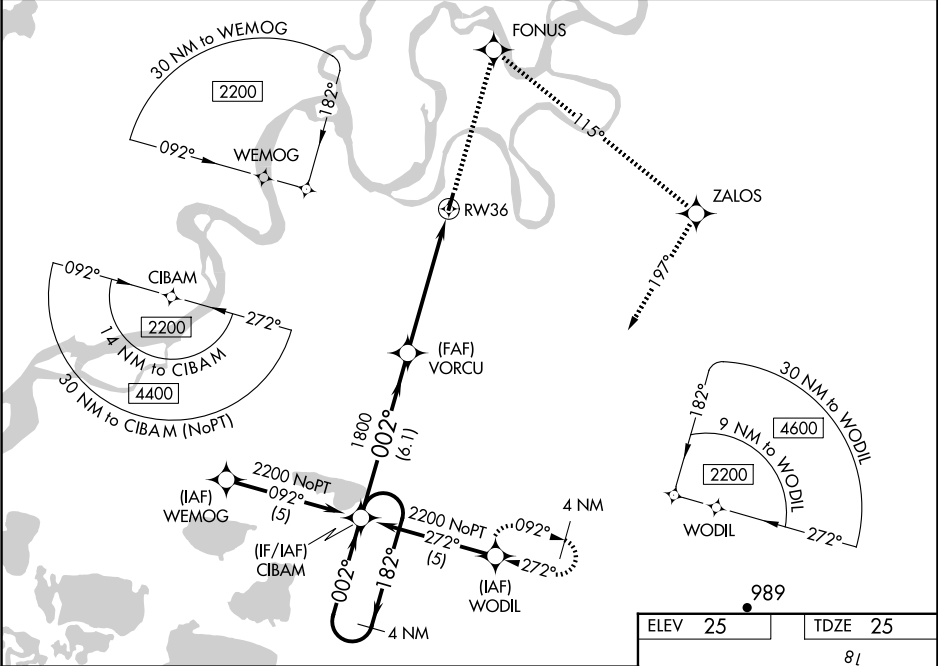 FONUS
30 NM to WEMOG
2200
182°
092°
WEMOG
115°
RW36
ZALOS
197°
092°
CIBAM
272°
2200
14 NM to CIBAM
4400
30 NM to CIBAM (NoPT)
(FAF)
VORCU
1800
002°
(6.1)
30 NM to WODIL
182°
4600
9 NM to WODIL
2200
WODIL
272°
2200 NoPT
092°
(5)
(IAF)
WEMOG
(IF/IAF)
CIBAM
2200 NoPT
272°
(5)
092°
272°
4 NM
(IAF)
WODIL
002°
182°
4 NM
989
ELEV 25
TDZE 25
18